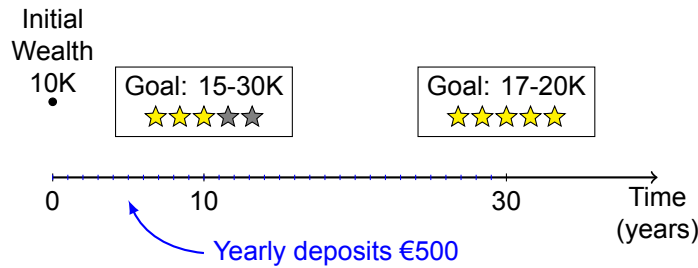 Initial
Wealth
10K
Goal: 15-30K
Goal: 17-20K
0
10
30
Time
(years)
Yearly deposits €500